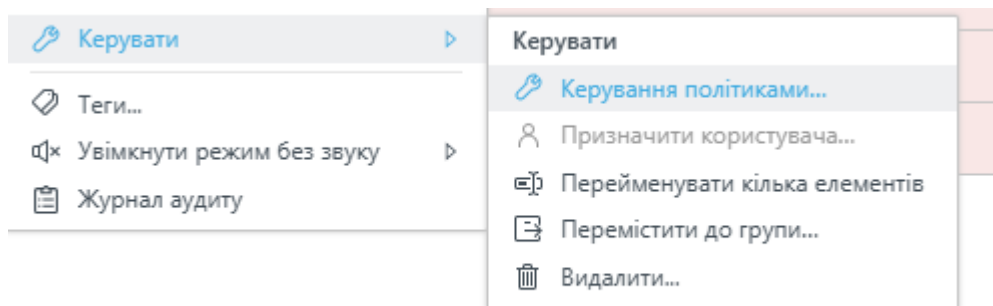 Керувати
Теги...
Увімкнути режим без звуку
Журнал аудиту
Керувати
Керування політиками...
Призначити користувача...
Перейменувати кілька елементів
Перемістити до групи...
Видалити...